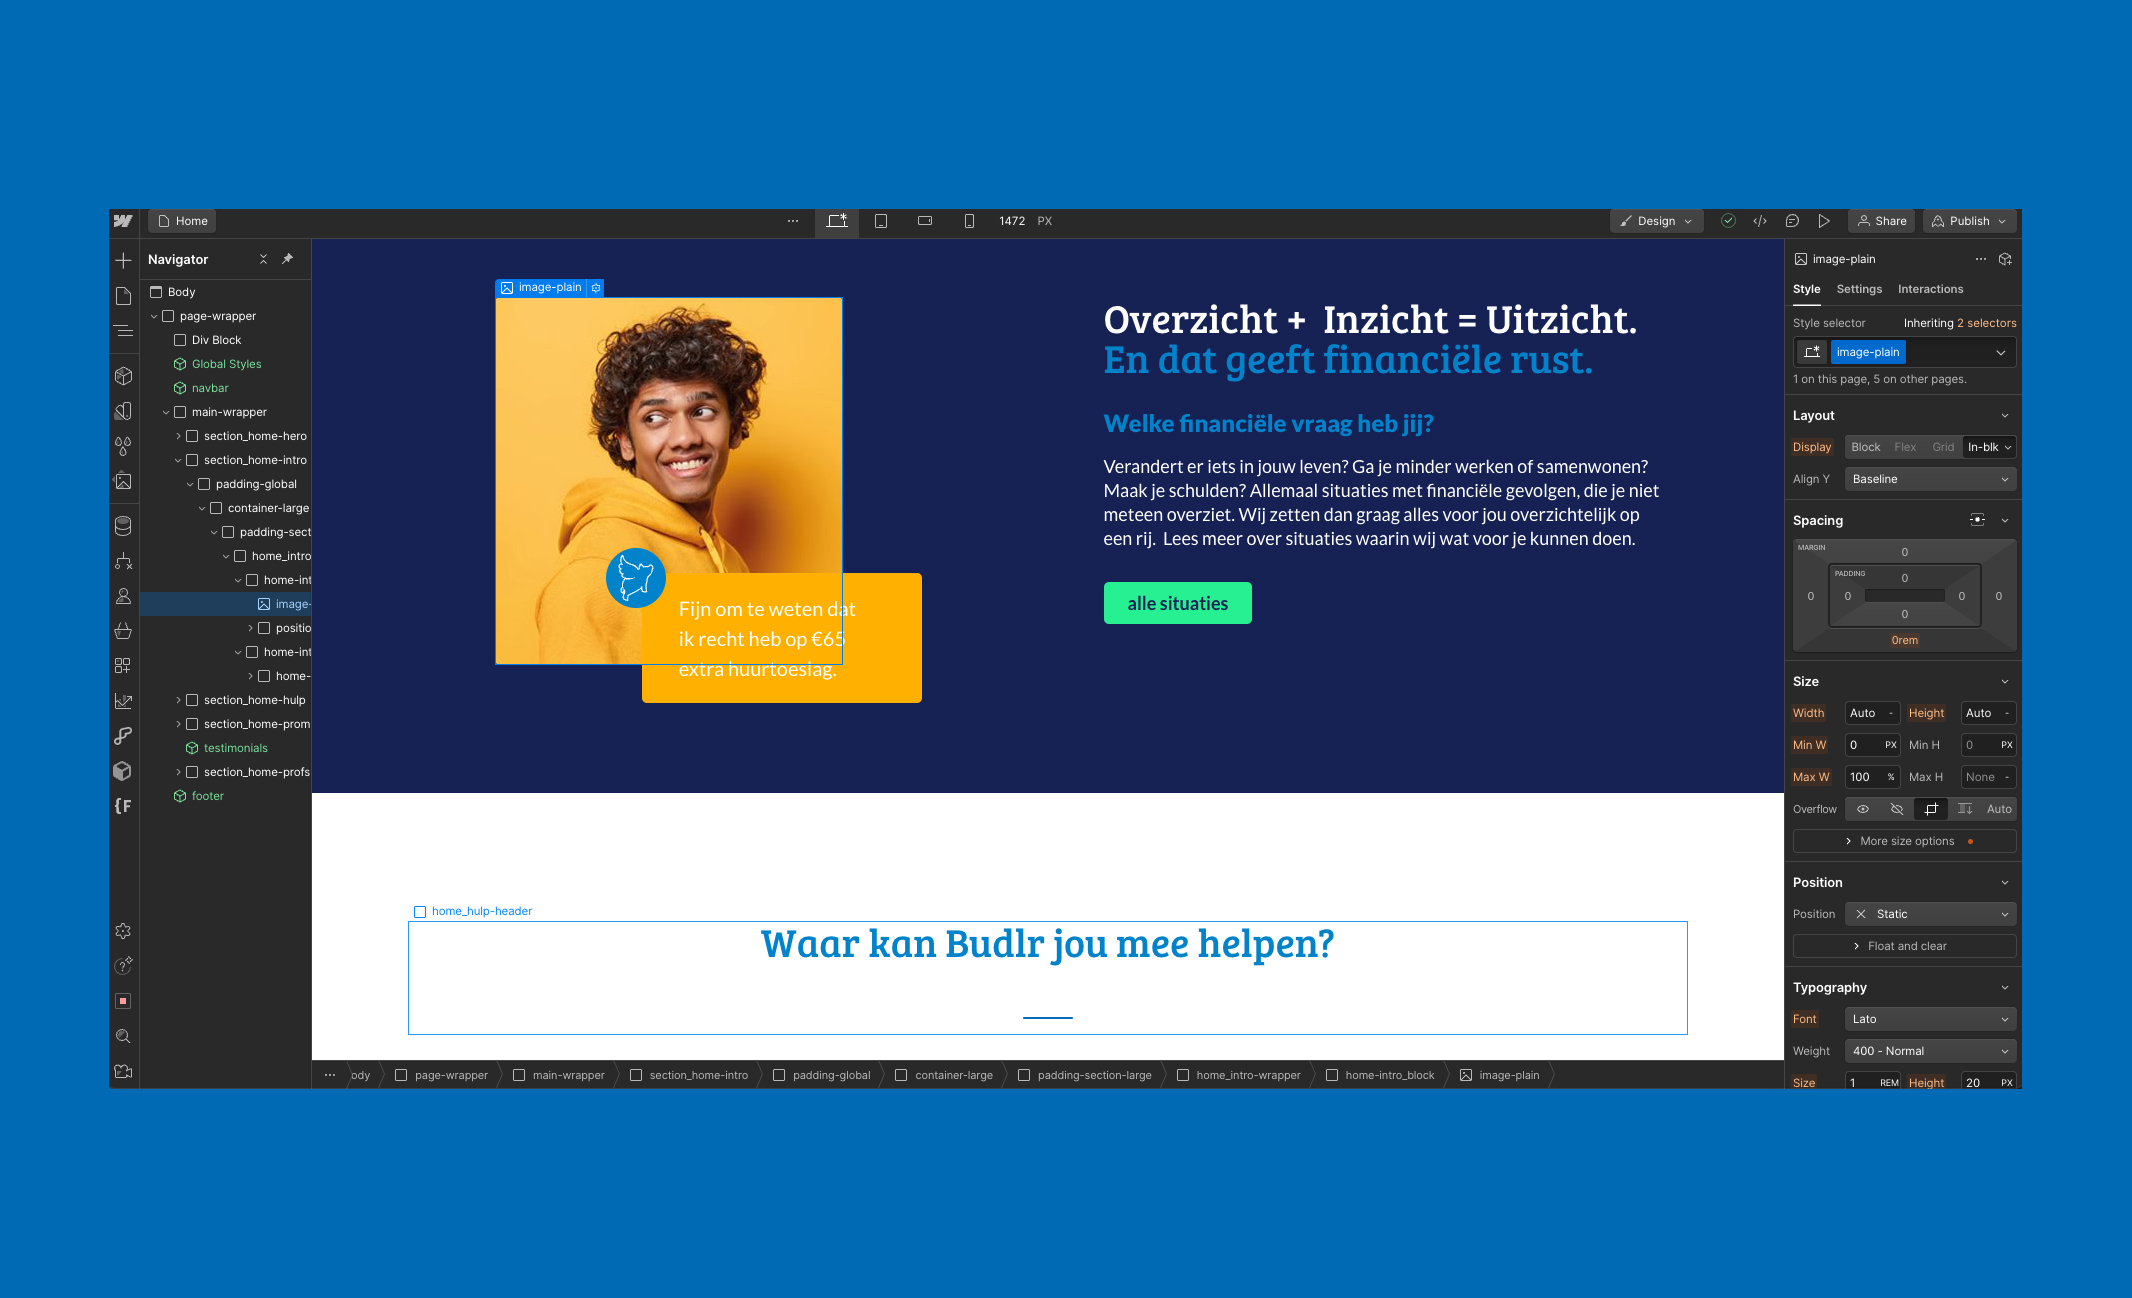 Home
1472 PX
Design
Share
Publish
Navigator
Body
page-wrapper
Div Block
Global Styles
navbar
main-wrapper
section_home-hero
section_home-intro
padding-global
container-large
padding-sect
home_intro
home-int
image-
positio
home-int
home-
section_home-hulp
section_home-prom
testimonials
section_home-profs
footer
{F
image-plain
Fijn om te weten dat
ik recht heb op €65
extra huurtoeslag.
Overzicht +  Inzicht = Uitzicht.
En dat geeft financiële rust.
Welke financiële vraag heb jij?
Verandert er iets in jouw leven? Ga je minder werken of samenwonen?
Maak je schulden? Allemaal situaties met financiële gevolgen, die je niet
meteen overziet. Wij zetten dan graag alles voor jou overzichtelijk op
een rij.  Lees meer over situaties waarin wij wat voor je kunnen doen.
alle situaties
home_hulp-header
Waar kan Budlr jou mee helpen?
ody page-wrapper main-wrapper section_home-intro padding-global container-large padding-section-large home_intro-wrapper home-intro_block image-plain
image-plain
Style Settings Interactions
Style selector Inheriting 2 selectors
image-plain
1 on this page, 5 on other pages.
Layout
Display Block Flex Grid In-blk
Align Y Baseline
Spacing
MARGIN 0
PADDING 0
0 0 0 0
0
0rem
Size
Width Auto - Height Auto -
Min W 0 PX Min H 0 PX
Max W 100 % Max H None -
Overflow Auto
More size options
Position
Position Static
Float and clear
Typography
Font Lato
Weight 400 - Normal
Size 1 REM Height 20 PX